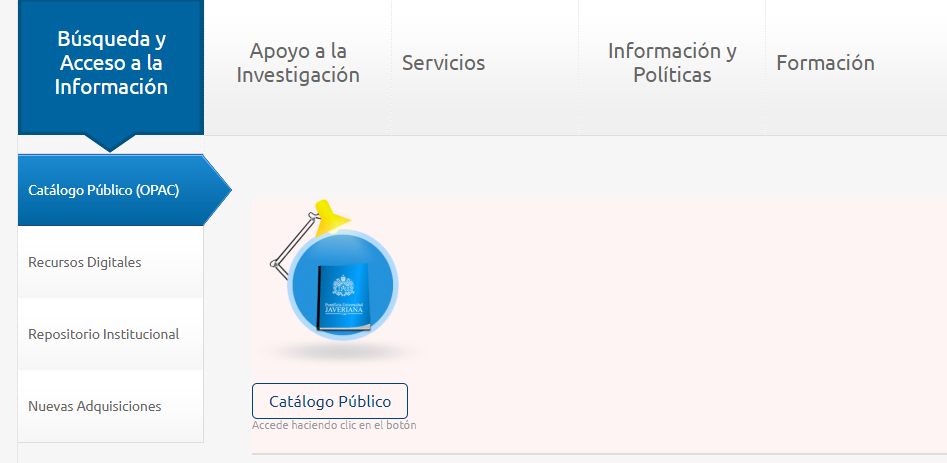 Búsqueda y
Acceso a la
Información
Apoyo a la
Investigación
Servicios
Información y
Políticas
Formación
Catálogo Público (OPAC)
Recursos Digitales
Repositorio Institucional
Nuevas Adquisiciones
Pontificia Universidad
JAVERIANA
Catálogo Público
Accede haciendo clic en el botón